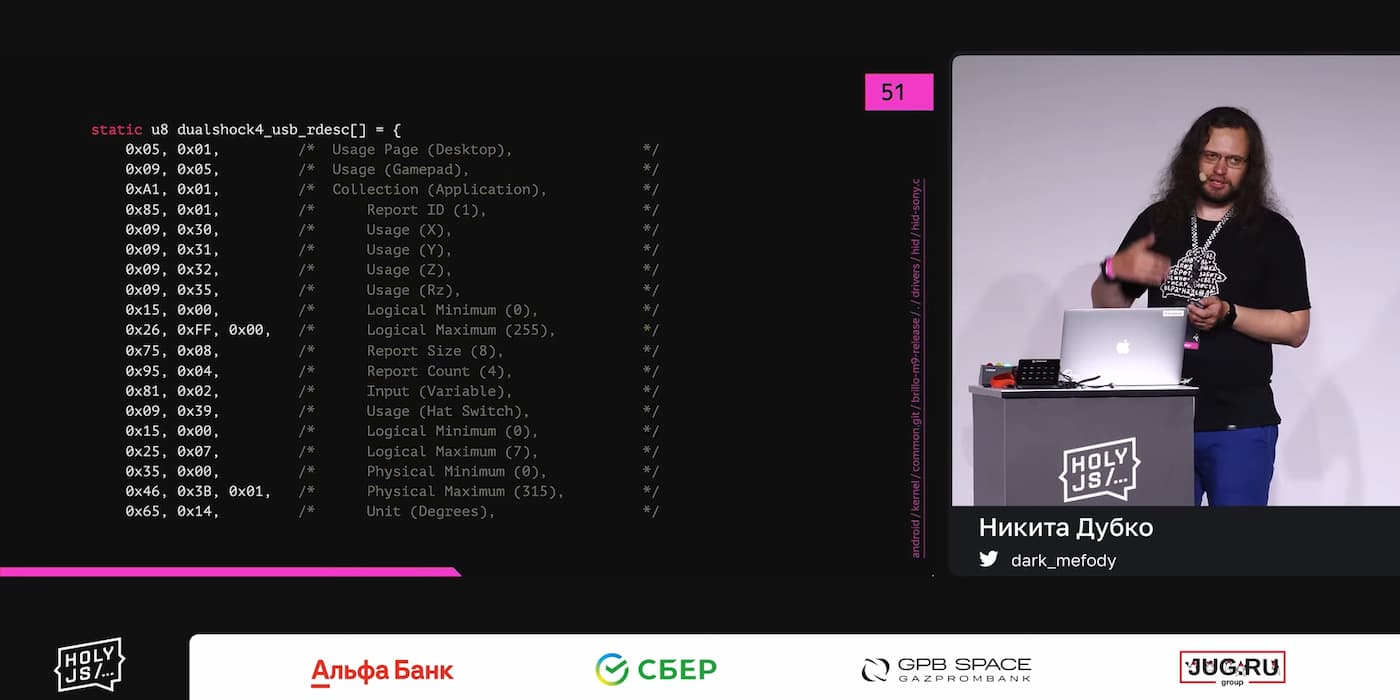 51
static u8 dualshock4_usb_rdesc[] = {
0x05, 0x01, /* Usage Page (Desktop), */
0x09, 0x05, /* Usage (Gamepad), */
0xA1, 0x01, /* Collection (Application), */
0x85, 0x01, /* Report ID (1), */
0x09, 0x30, /* Usage (X), */
0x09, 0x31, /* Usage (Y), */
0x09, 0x32, /* Usage (Z), */
0x09, 0x35, /* Usage (Rz), */
0x15, 0x00, /* Logical Minimum (0), */
0x26, 0xFF, 0x00, /* Logical Maximum (255), */
0x75, 0x08, /* Report Size (8), */
0x95, 0x04, /* Report Count (4), */
0x81, 0x02, /* Input (Variable), */
0x09, 0x39, /* Usage (Hat Switch), */
0x15, 0x00, /* Logical Minimum (0), */
0x25, 0x07, /* Logical Maximum (7), */
0x35, 0x00, /* Physical Minimum (0), */
0x46, 0x3B, 0x01, /* Physical Maximum (315), */
0x65, 0x14, /* Unit (Degrees), */
android / kernel / common.git / brillo-m9-release / . / drivers / hid / hid-sony.c
HOLY
JS/...
Никита Дубко
dark_mefody
HOLY
JS/...
Альфа Банк
СБЕР
GPB SPACE
GAZPROMBANK
JUG.RU
group